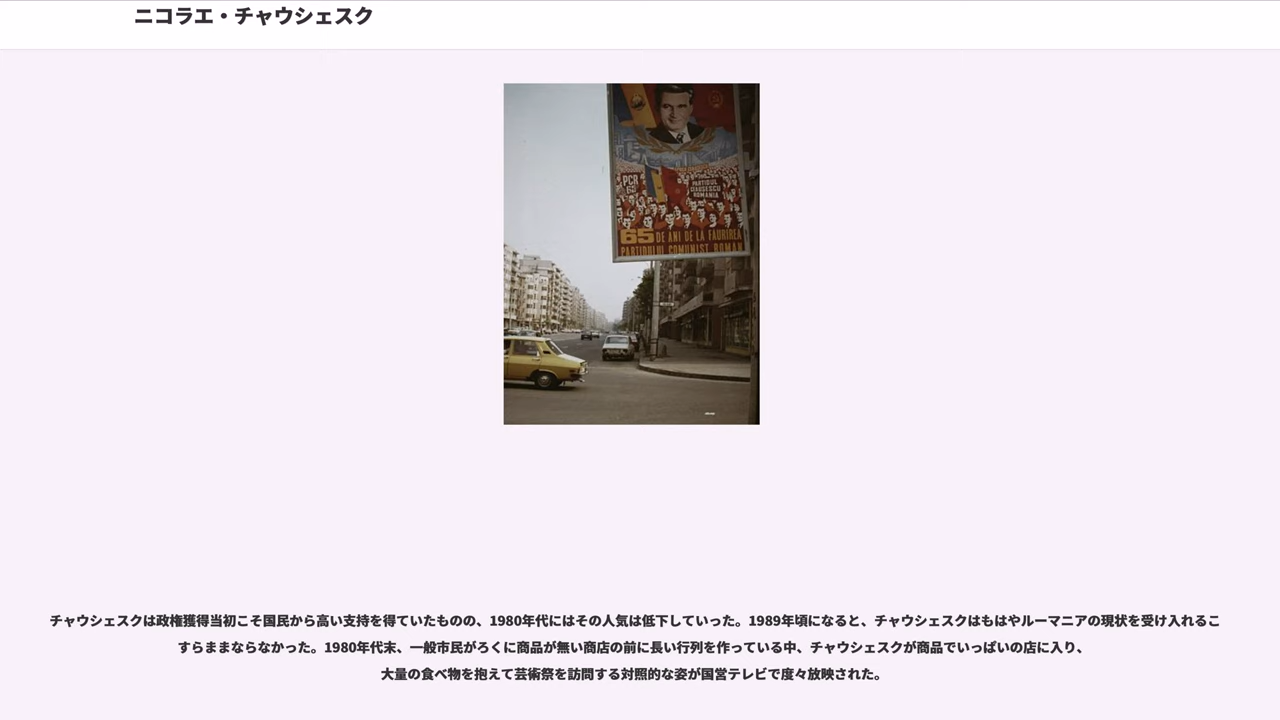 ニコラエ・チャウシェスク
PCR
65
PARTIDUL
CEAUSESCU
ROMANIA
65 DE ANI DE LA FAURIREA
PARTIDULUI COMUNIST ROMAN
チャウシェスクは政権獲得当初こそ国民から高い支持を得ていたものの、1980年代にはその人気は低下していった。1989年頃になると、チャウシェスクはもはやルーマニアの現状を受け入れるこ
すらままならなかった。1980年代末、一般市民がろくに商品が無い商店の前に長い行列を作っている中、チャウシェスクが商品でいっぱいの店に入り、
大量の食べ物を抱えて芸術祭を訪問する対照的な姿が国営テレビで度々放映された。